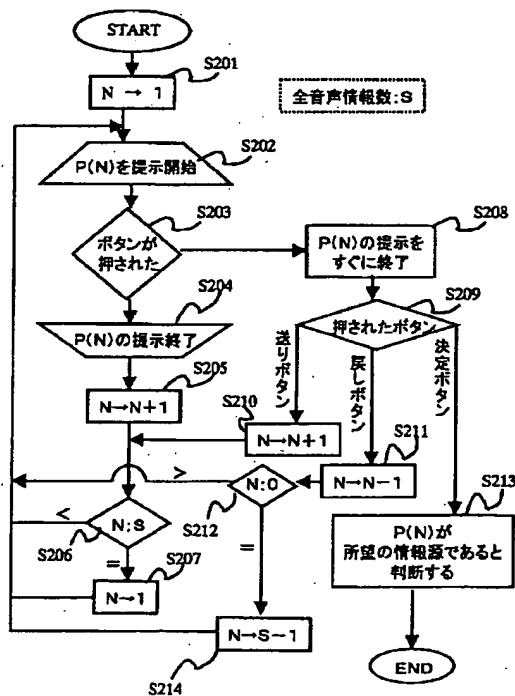 START
S201
N → 1
全音声情報数:S
S202
P(N)を提示開始
S203
ボタンが
押された
S208
P(N)の提示を
すぐに終了
S204
P(N)の提示終了
S209
押されたボタン
送りボタン
戻しボタン
決定ボタン
S205
N→N+1
S210
N→N+1
S211
N→N-1
>
N:0
S212
S213
P(N)が
所望の情報源であると
判断する
<
N:S
S206
=
=
S207
N→1
N→S-1
S214
END